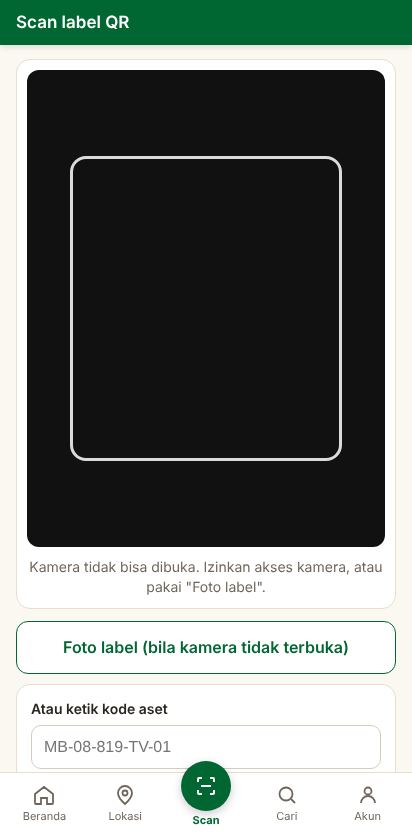 Scan label QR
Kamera tidak bisa dibuka. Izinkan akses kamera, atau
pakai "Foto label".
Foto label (bila kamera tidak terbuka)
Atau ketik kode aset
MB-08-819-TV-01
Beranda
Lokasi
Scan
Cari
Akun